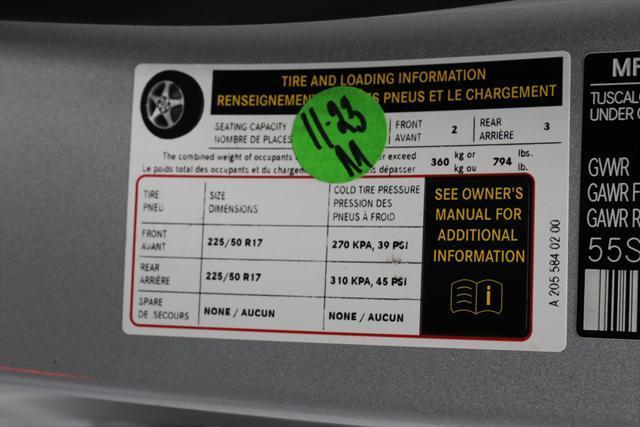 TIRE AND LOADING INFORMATION
RENSEIGNEMENT ES PNEUS ET LE CHARGEMENT
SEATING CAPACITY
NOMBRE DE PLACES
FRONT
AVANT
2
REAR
ARRIÈRE
3
11-23
M
The combined weight of occupants exceed
Le poids total des occupants et du chargem s dépasser
360 kg or
kg ou
794 lbs.
lb.
TIRE
PNEU
SIZE
DIMENSIONS
COLD TIRE PRESSURE
PRESSION DES
PNEUS À FROID
FRONT
AVANT
225/50 R17
270 KPA, 39 PSI
REAR
ARRIÈRE
225/50 R17
310 KPA, 45 PSI
SPARE
DE SECOURS
NONE / AUCUN
NONE / AUCUN
SEE OWNER'S
MANUAL FOR
ADDITIONAL
INFORMATION
i
A 205 584 02 00
MF
TUSCALO
UNDER
GWR
GAWR F
GAWR R
55S